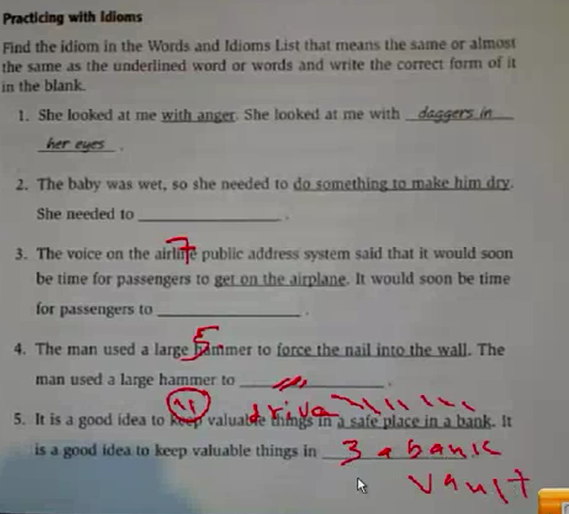 Practicing with Idioms
Find the idiom in the Words and Idioms List that means the same or almost
the same as the underlined word or words and write the correct form of it
in the blank.
1. She looked at me with anger. She looked at me with daggers in
her eyes.
2. The baby was wet, so she needed to do something to make him dry.
She needed to ____________.
7
3. The voice on the airline public address system said that it would soon
be time for passengers to get on the airplane. It would soon be time
for passengers to ____________.
5.
4. The man used a large hammer to force the nail into the wall. The
man used a large hammer to ____________.
11 drive
5. It is a good idea to keep valuable things in a safe place in a bank. It
is a good idea to keep valuable things in 3 a bank
vault